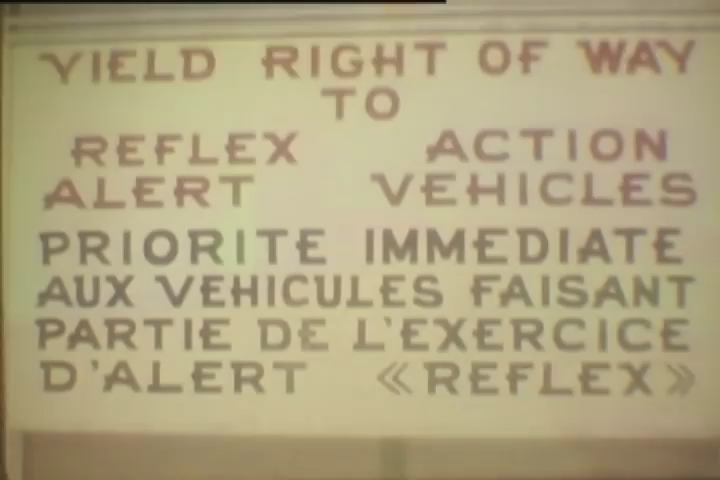 YIELD RIGHT OF WAY
TO
REFLEX ACTION
ALERT VEHICLES
PRIORITE IMMEDIATE
AUX VEHICULES FAISANT
PARTIE DE L'EXERCICE
D'ALERT «REFLEX»